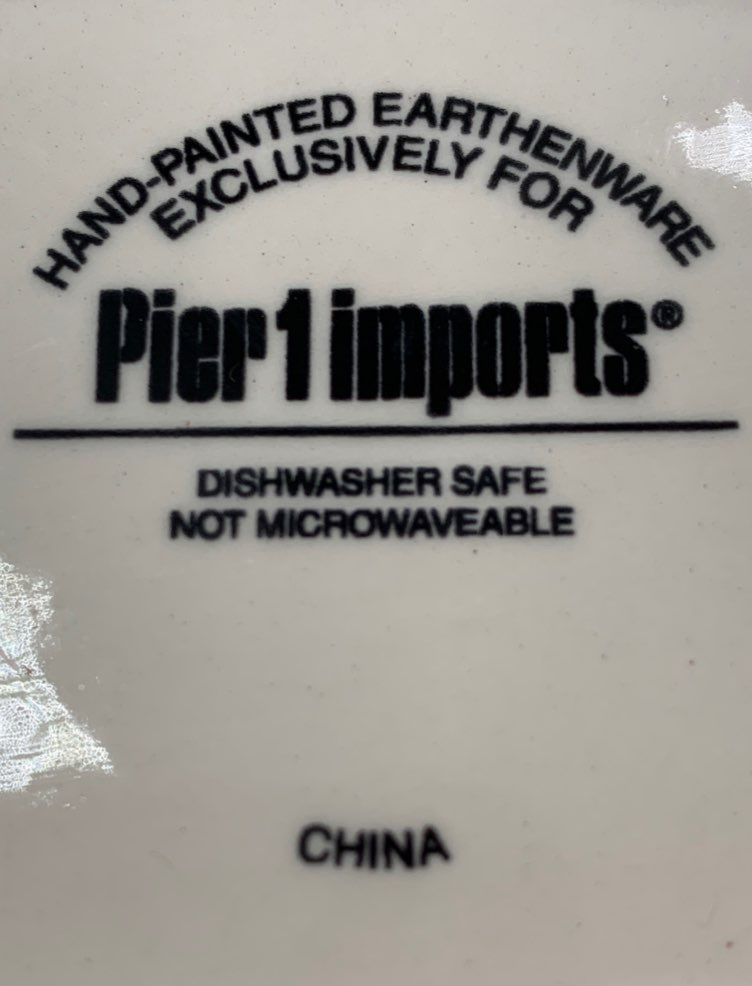 HAND-PAINTED EARTHENWARE
EXCLUSIVELY FOR
Pier 1 imports®
DISHWASHER SAFE
NOT MICROWAVEABLE
CHINA